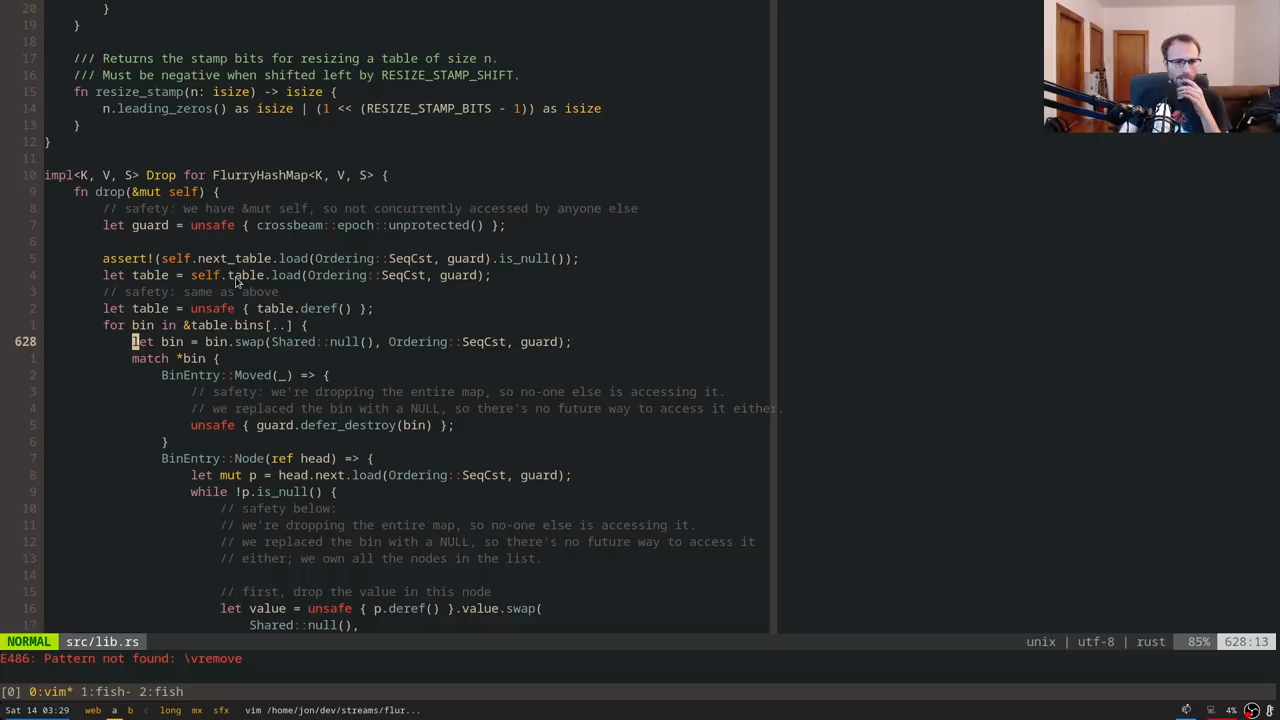 20         }
19     }
18
17     /// Returns the stamp bits for resizing a table of size n.
16     /// Must be negative when shifted left by RESIZE_STAMP_SHIFT.
15     fn resize_stamp(n: isize) -> isize {
14         n.leading_zeros() as isize | (1 << (RESIZE_STAMP_BITS - 1)) as isize
13     }
12 }
11
10 impl<K, V, S> Drop for FlurryHashMap<K, V, S> {
9     fn drop(&mut self) {
8         // safety: we have &mut self, so not concurrently accessed by anyone else
7         let guard = unsafe { crossbeam::epoch::unprotected() };
6
5         assert!(self.next_table.load(Ordering::SeqCst, guard).is_null());
4         let table = self.table.load(Ordering::SeqCst, guard);
3         // safety: same as above
2         let table = unsafe { table.deref() };
1         for bin in &table.bins[..] {
628             let bin = bin.swap(Shared::null(), Ordering::SeqCst, guard);
1             match *bin {
2                 BinEntry::Moved(_) => {
3                     // safety: we're dropping the entire map, so no-one else is accessing it.
4                     // we replaced the bin with a NULL, so there's no future way to access it either.
5                     unsafe { guard.defer_destroy(bin) };
6                 }
7                 BinEntry::Node(ref head) => {
8                     let mut p = head.next.load(Ordering::SeqCst, guard);
9                     while !p.is_null() {
10                         // safety below:
11                         // we're dropping the entire map, so no-one else is accessing it.
12                         // we replaced the bin with a NULL, so there's no future way to access it
13                         // either; we own all the nodes in the list.
14
15                         // first, drop the value in this node
16                         let value = unsafe { p.deref() }.value.swap(
17                             Shared::null(),
NORMAL src/lib.rs unix | utf-8 | rust 85% 628:13
E486: Pattern not found: \vremove
[0] 0:vim* 1:fish- 2:fish
Sat 14 03:29 web a b c long mx sfx vim /home/jon/dev/streams/flur... 4%